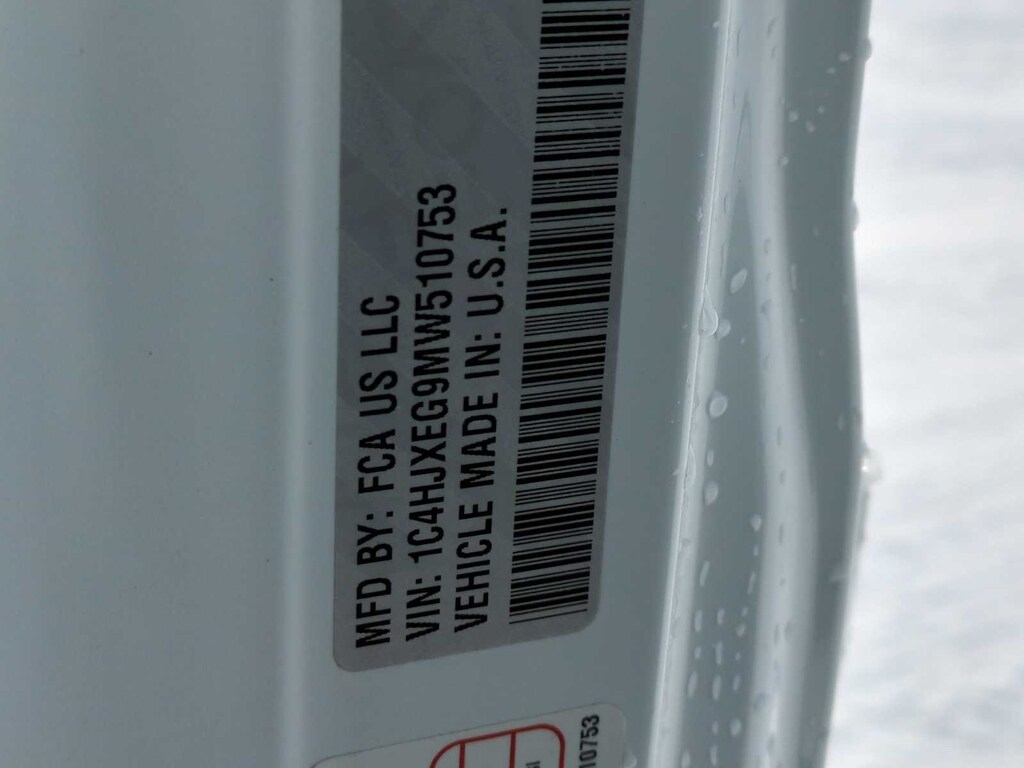 MFD BY: FCA US LLC
VIN: 1C4HJXEG9MW510753
VEHICLE MADE IN: U.S.A.
10753